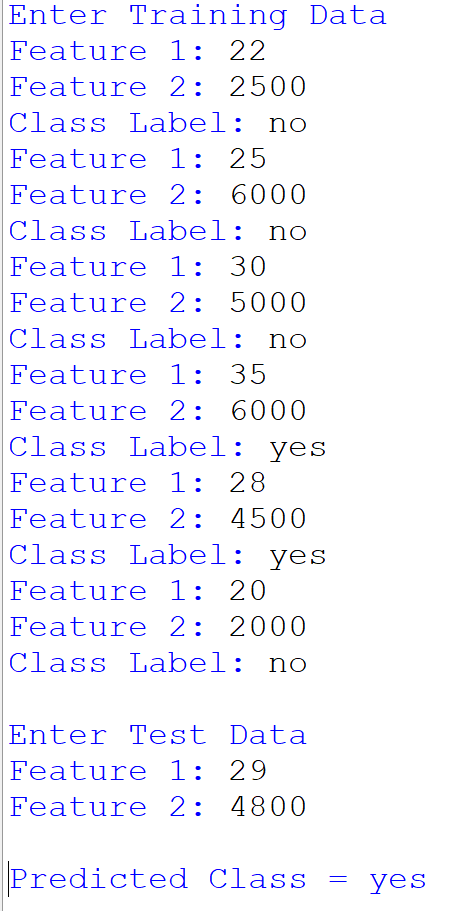 Enter Training Data
Feature 1: 22
Feature 2: 2500
Class Label: no
Feature 1: 25
Feature 2: 6000
Class Label: no
Feature 1: 30
Feature 2: 5000
Class Label: no
Feature 1: 35
Feature 2: 6000
Class Label: yes
Feature 1: 28
Feature 2: 4500
Class Label: yes
Feature 1: 20
Feature 2: 2000
Class Label: no
Enter Test Data
Feature 1: 29
Feature 2: 4800
Predicted Class = yes